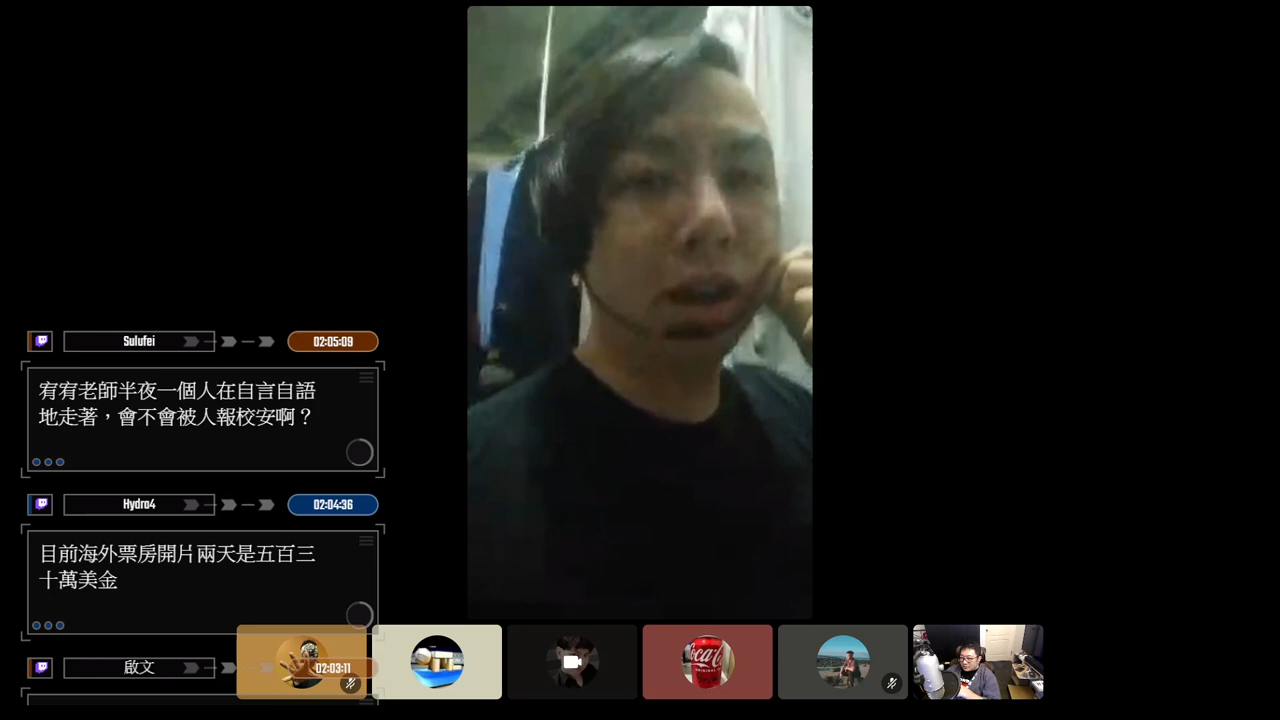 Sulufei
02:05:09
宥宥老師半夜一個人在自言自語
地走著，會不會被人報校安啊？
Hydra4
02:04:36
目前海外票房開片兩天是五百三
十萬美金
啟文
02:03:11
Coca-Cola